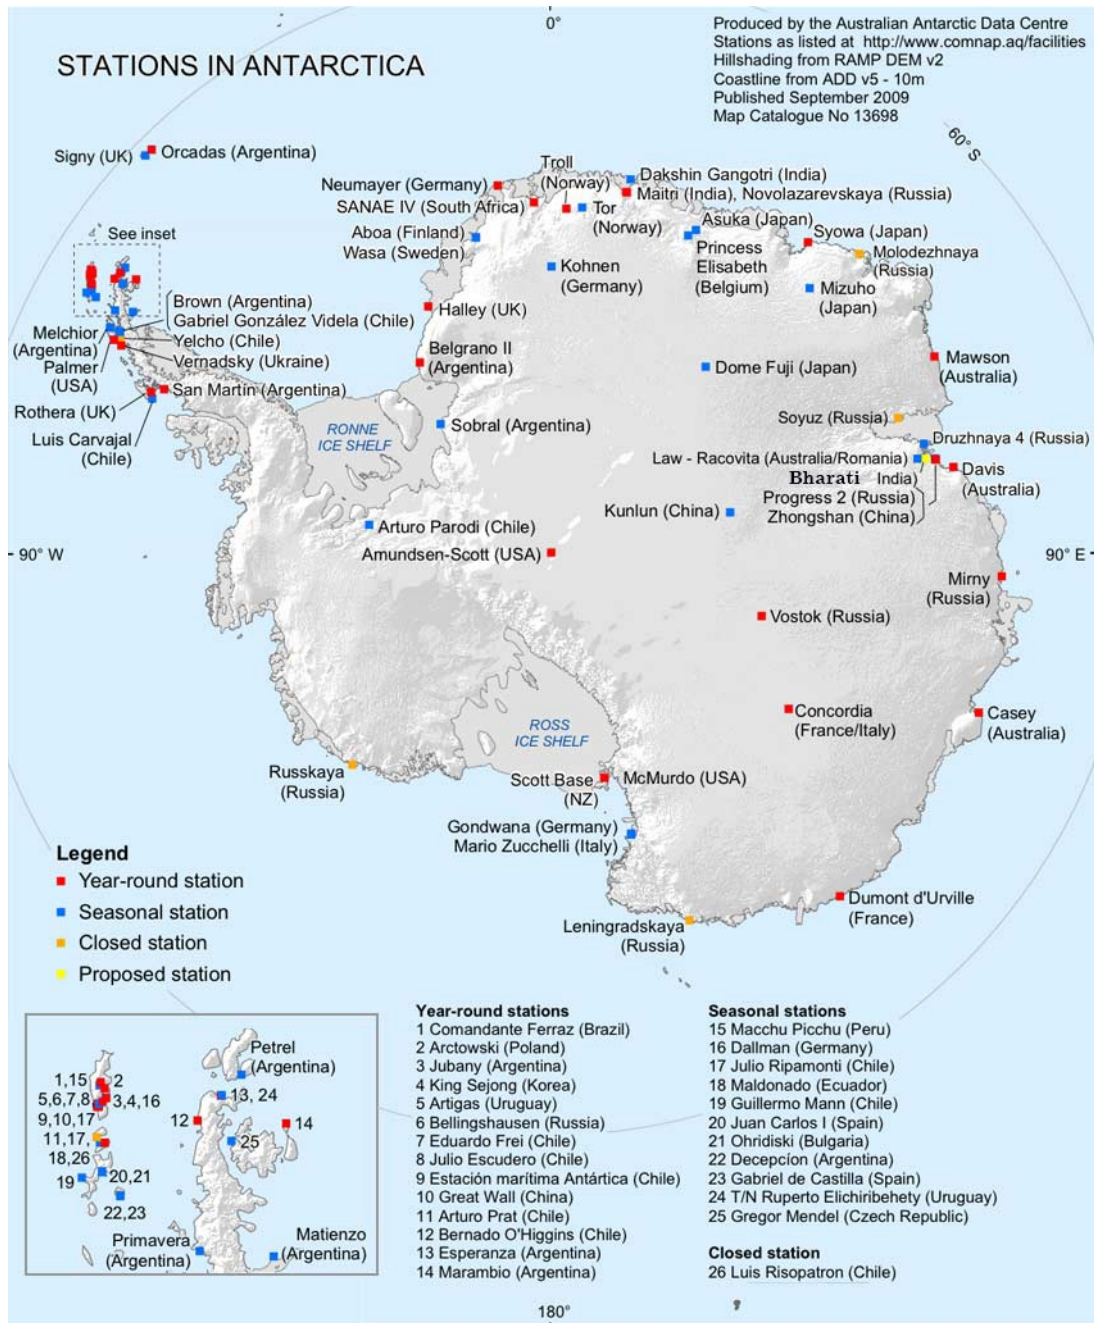 0°
Produced by the Australian Antarctic Data Centre
Stations as listed at http://www.comnap.aq/facilities
Hillshading from RAMP DEM v2
Coastline from ADD v5 - 10m
Published September 2009
Map Catalogue No 13698
STATIONS IN ANTARCTICA
60° S
Signy (UK)
Orcadas (Argentina)
Troll
(Norway)
Neumayer (Germany)
SANAE IV (South Africa)
Dakshin Gangotri (India)
Maitri (India), Novolazarevskaya (Russia)
Tor
(Norway)
Asuka (Japan)
Syowa (Japan)
Aboa (Finland)
Wasa (Sweden)
Princess
Elisabeth
(Belgium)
Molodezhnaya
(Russia)
See inset
Kohnen
(Germany)
Mizuho
(Japan)
Brown (Argentina)
Gabriel González Videla (Chile)
Yelcho (Chile)
Vernadsky (Ukraine)
Melchior
(Argentina)
Palmer
(USA)
Halley (UK)
Belgrano II
(Argentina)
Mawson
(Australia)
Dome Fuji (Japan)
San Martín (Argentina)
Rothera (UK)
Luis Carvajal
(Chile)
RONNE
ICE SHELF
Sobral (Argentina)
Soyuz (Russia)
Druzhnaya 4 (Russia)
Law - Racovita (Australia/Romania)
Bharati India
Progress 2 (Russia)
Zhongshan (China)
Davis
(Australia)
Kunlun (China)
Arturo Parodi (Chile)
Amundsen-Scott (USA)
90° W
90° E
Mirny
(Russia)
Vostok (Russia)
Concordia
(France/Italy)
Casey
(Australia)
ROSS
ICE SHELF
Russkaya
(Russia)
Scott Base
(NZ)
McMurdo (USA)
Gondwana (Germany)
Mario Zucchelli (Italy)
Dumont d'Urville
(France)
Leningradskaya
(Russia)
Legend
Year-round station
Seasonal station
Closed station
Proposed station
Petrel
(Argentina)
1,15
2
5,6,7,8
3,4,16
9,10,17
11,17,
18,26
19
20,21
22,23
12
13, 24
14
25
Primavera
(Argentina)
Matienzo
(Argentina)
Year-round stations
1 Comandante Ferraz (Brazil)
2 Arctowski (Poland)
3 Jubany (Argentina)
4 King Sejong (Korea)
5 Artigas (Uruguay)
6 Bellingshausen (Russia)
7 Eduardo Frei (Chile)
8 Julio Escudero (Chile)
9 Estación marítima Antártica (Chile)
10 Great Wall (China)
11 Arturo Prat (Chile)
12 Bernado O'Higgins (Chile)
13 Esperanza (Argentina)
14 Marambio (Argentina)
Seasonal stations
15 Macchu Picchu (Peru)
16 Dallman (Germany)
17 Julio Ripamonti (Chile)
18 Maldonado (Ecuador)
19 Guillermo Mann (Chile)
20 Juan Carlos I (Spain)
21 Ohridiski (Bulgaria)
22 Decepcíon (Argentina)
23 Gabriel de Castilla (Spain)
24 T/N Ruperto Elichiribehety (Uruguay)
25 Gregor Mendel (Czech Republic)
Closed station
26 Luis Risopatron (Chile)
180°